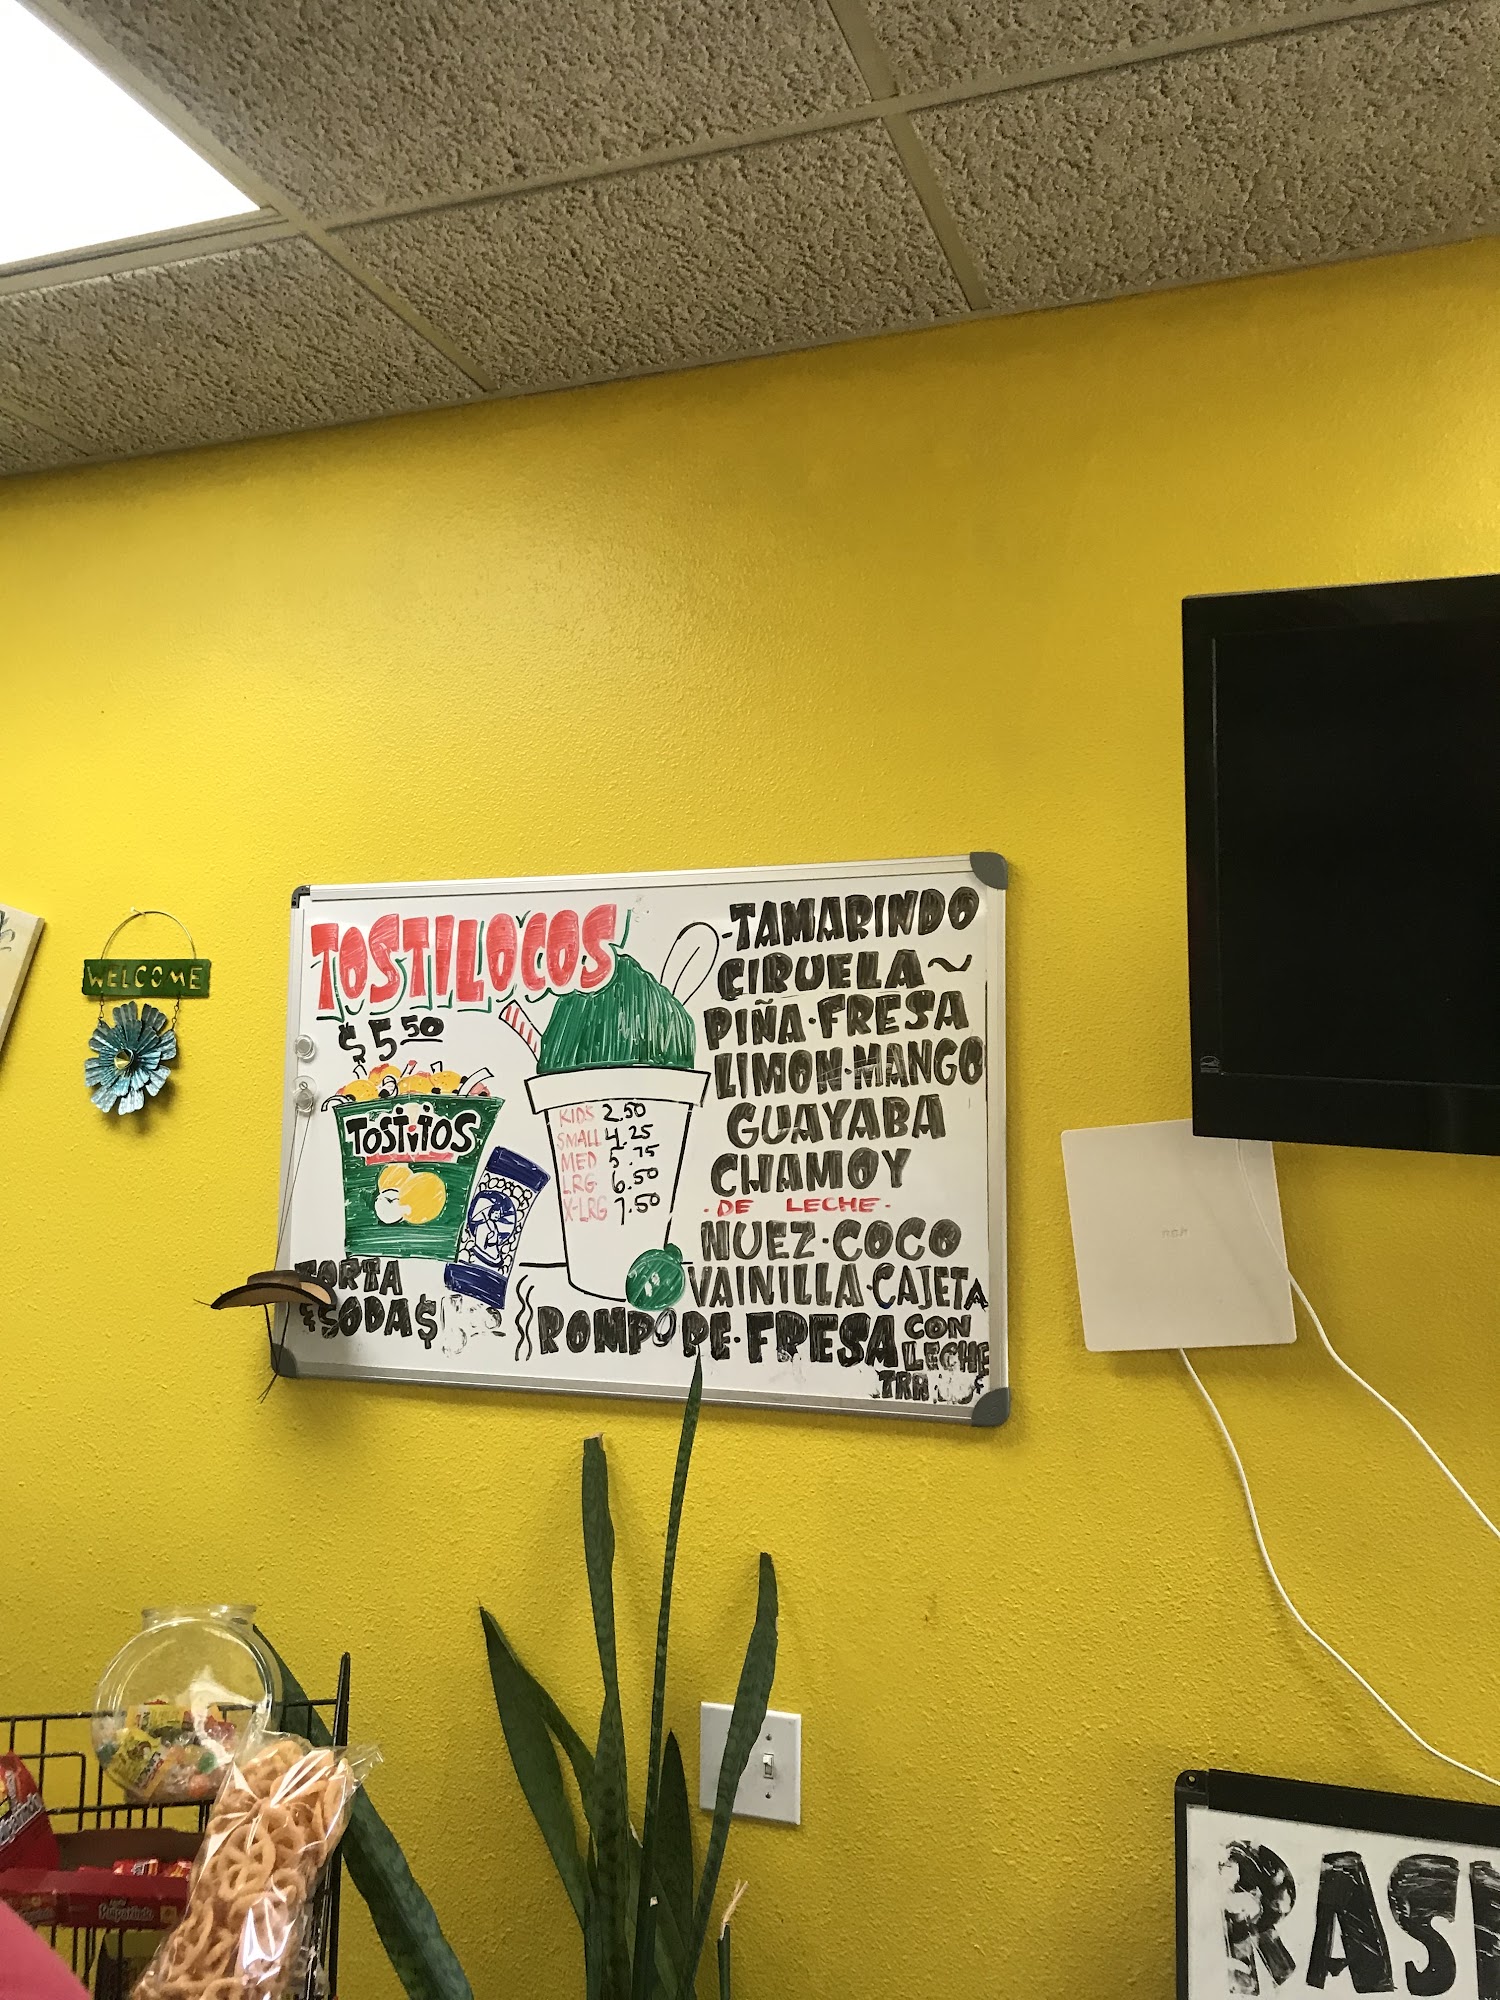 WELCOME
TOSTILOCOS
$5.50
TOSTiTOS
TORTA
& SODA $
KIDS 2.50
SMALL 4.25
MED 5.75
LRG 6.50
X-LRG 7.50
-TAMARINDO
CIRUELA~
PIÑA·FRESA
LIMON·MANGO
GUAYABA
CHAMOY
·DE LECHE·
NUEZ·COCO
VAINILLA·CAJETA
ROMPOPE·FRESA CON
LECHE
RCA
Pulparindo